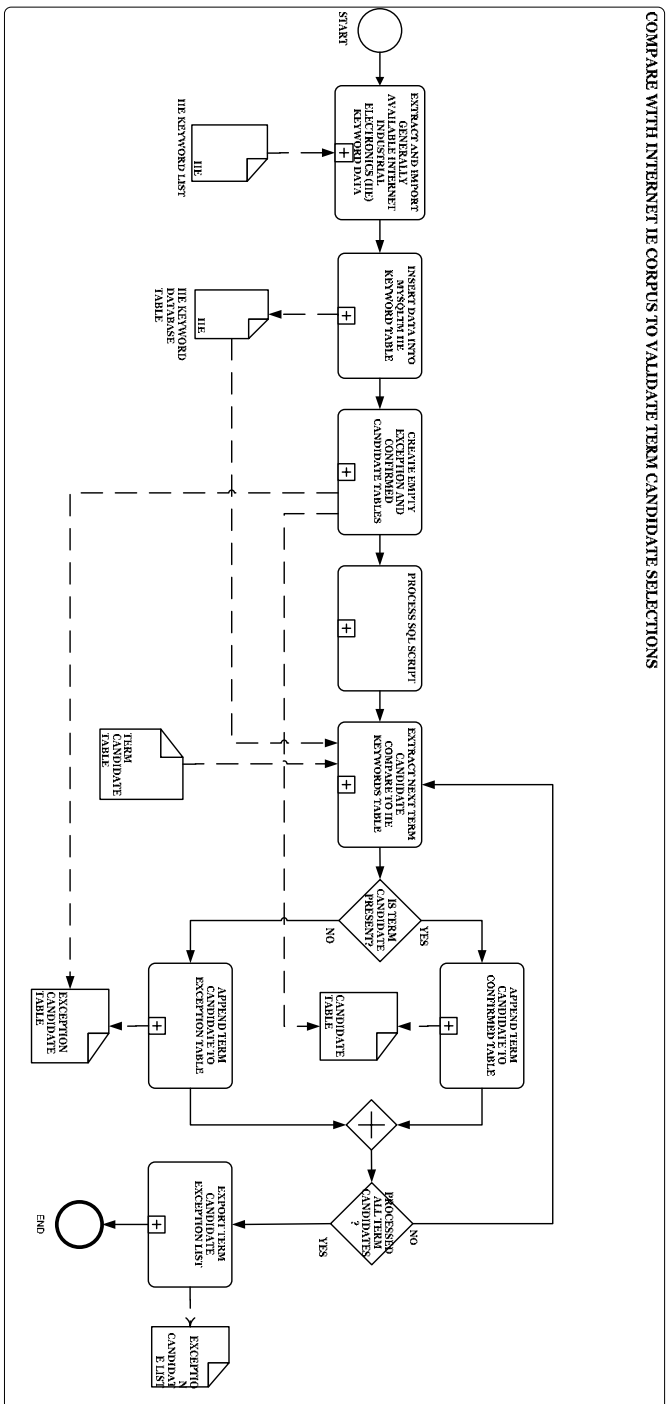 COMPARE WITH INTERNET IE CORPUS TO VALIDATE TERM CANDIDATE SELECTIONS
START
EXTRACT AND IMPORT
GENERALLY
AVAILABLE INTERNET
INDUSTRIAL
ELECTRONICS (IIE)
KEYWORD DATA
IIE
IIE KEYWORD LIST
INSERT DATA INTO
MYSQLTM IIE
KEYWORD TABLE
IIE
IIE KEYWORD
DATABASE
TABLE
CREATE EMPTY
EXCEPTION AND
CONFIRMED
CANDIDATE TABLES
PROCESS SQL SCRIPT
EXTRACT NEXT TERM
CANDIDATE
COMPARE TO IIE
KEYWORDS TABLE
TERM
CANDIDATE
TABLE
IS TERM
CANDIDATE
PRESENT?
YES
NO
APPEND TERM
CANDIDATE TO
CONFIRMED TABLE
CANDIDATE
TABLE
APPEND TERM
CANDIDATE TO
EXCEPTION TABLE
EXCEPTION
CANDIDATE
TABLE
PROCESSED
ALL TERM
CANDIDATES
?
NO
YES
EXPORT TERM
CANDIDATE
EXCEPTION LIST
END
EXCEPTIO
N
CANDIDAT
E LIST